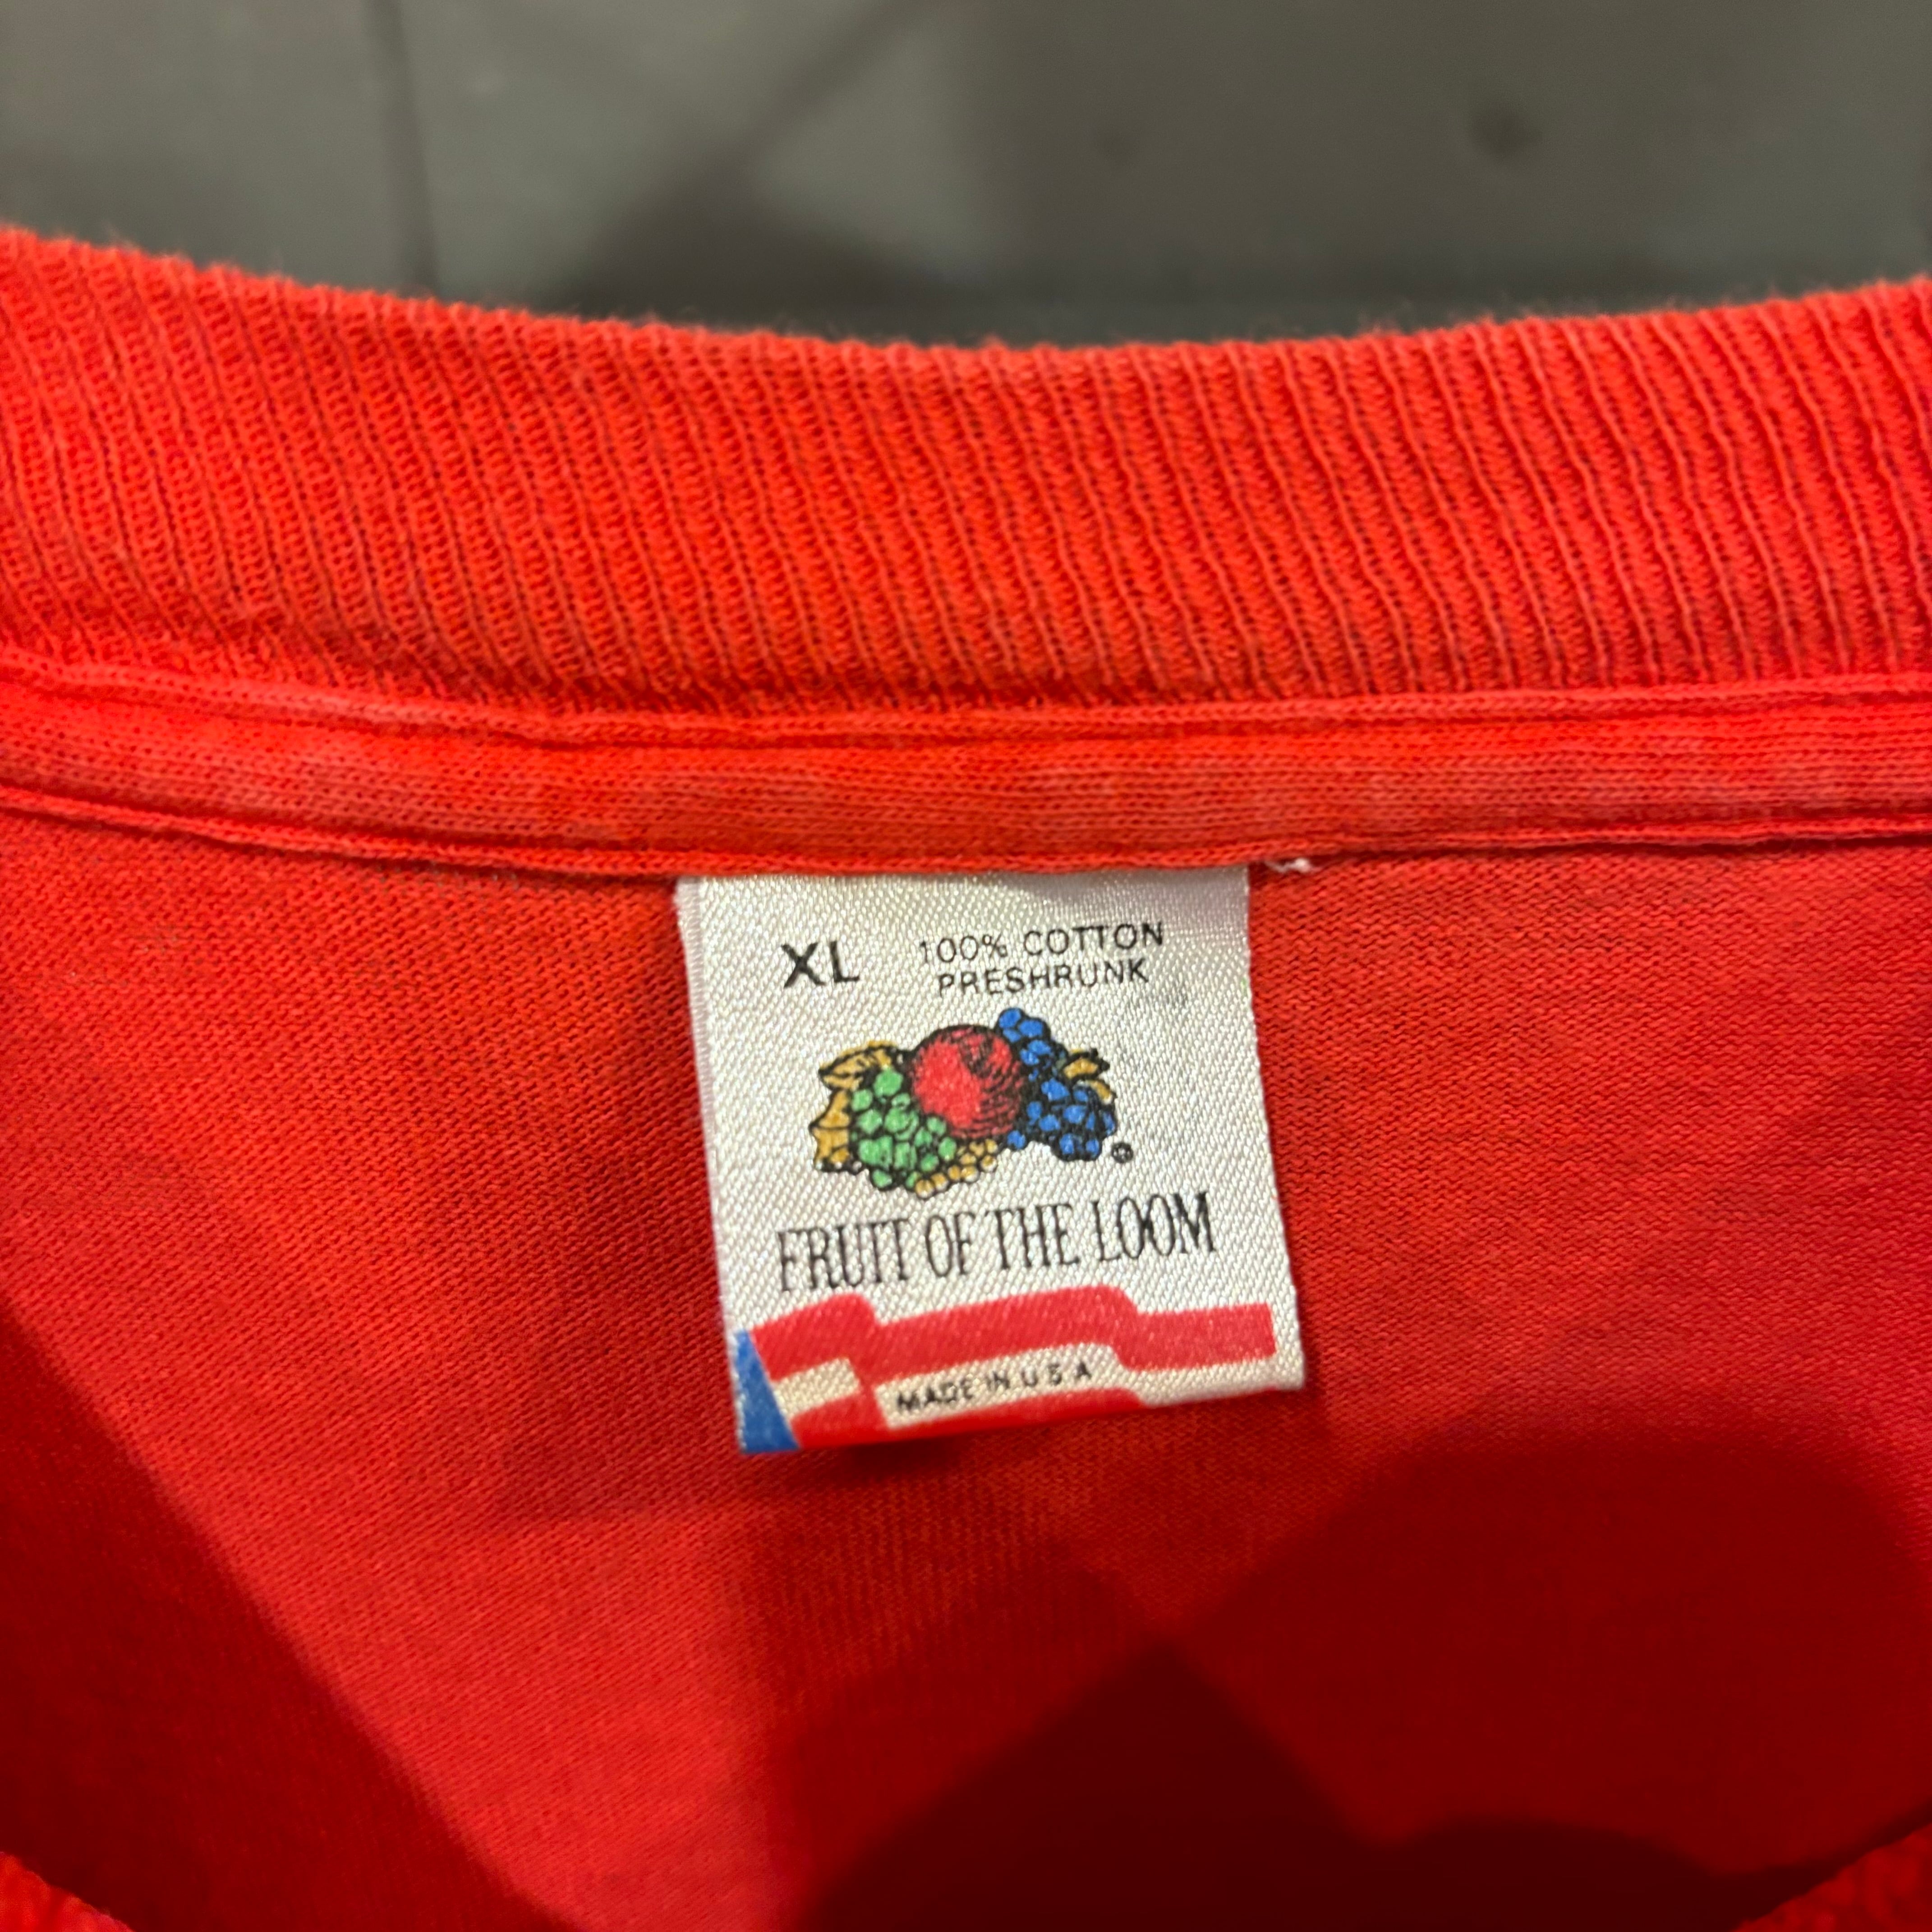 XL 100% COTTON
PRESHRUNK
®
FRUIT OF THE LOOM
MADE IN U S A